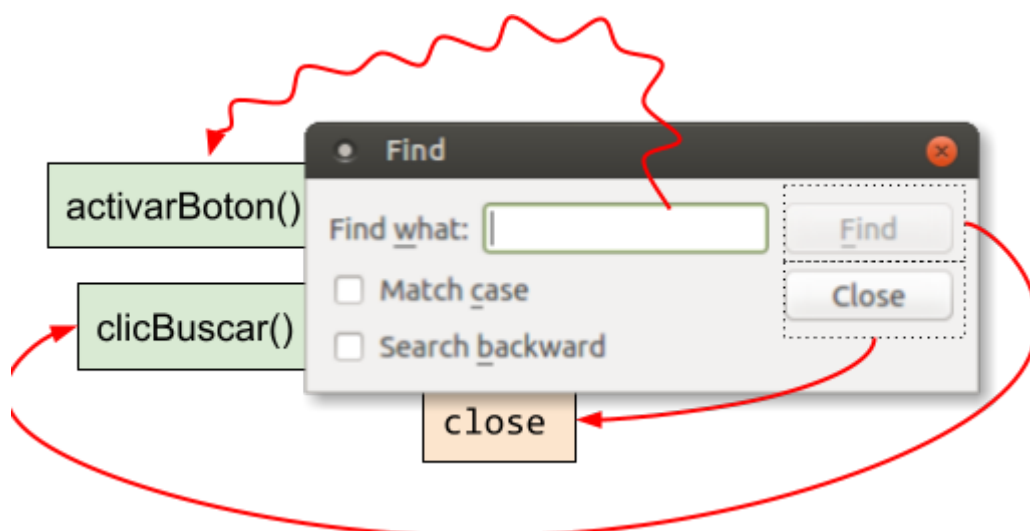 Find
activarBoton()
Find what:
Find
Match case
Close
clicBuscar()
Search backward
close